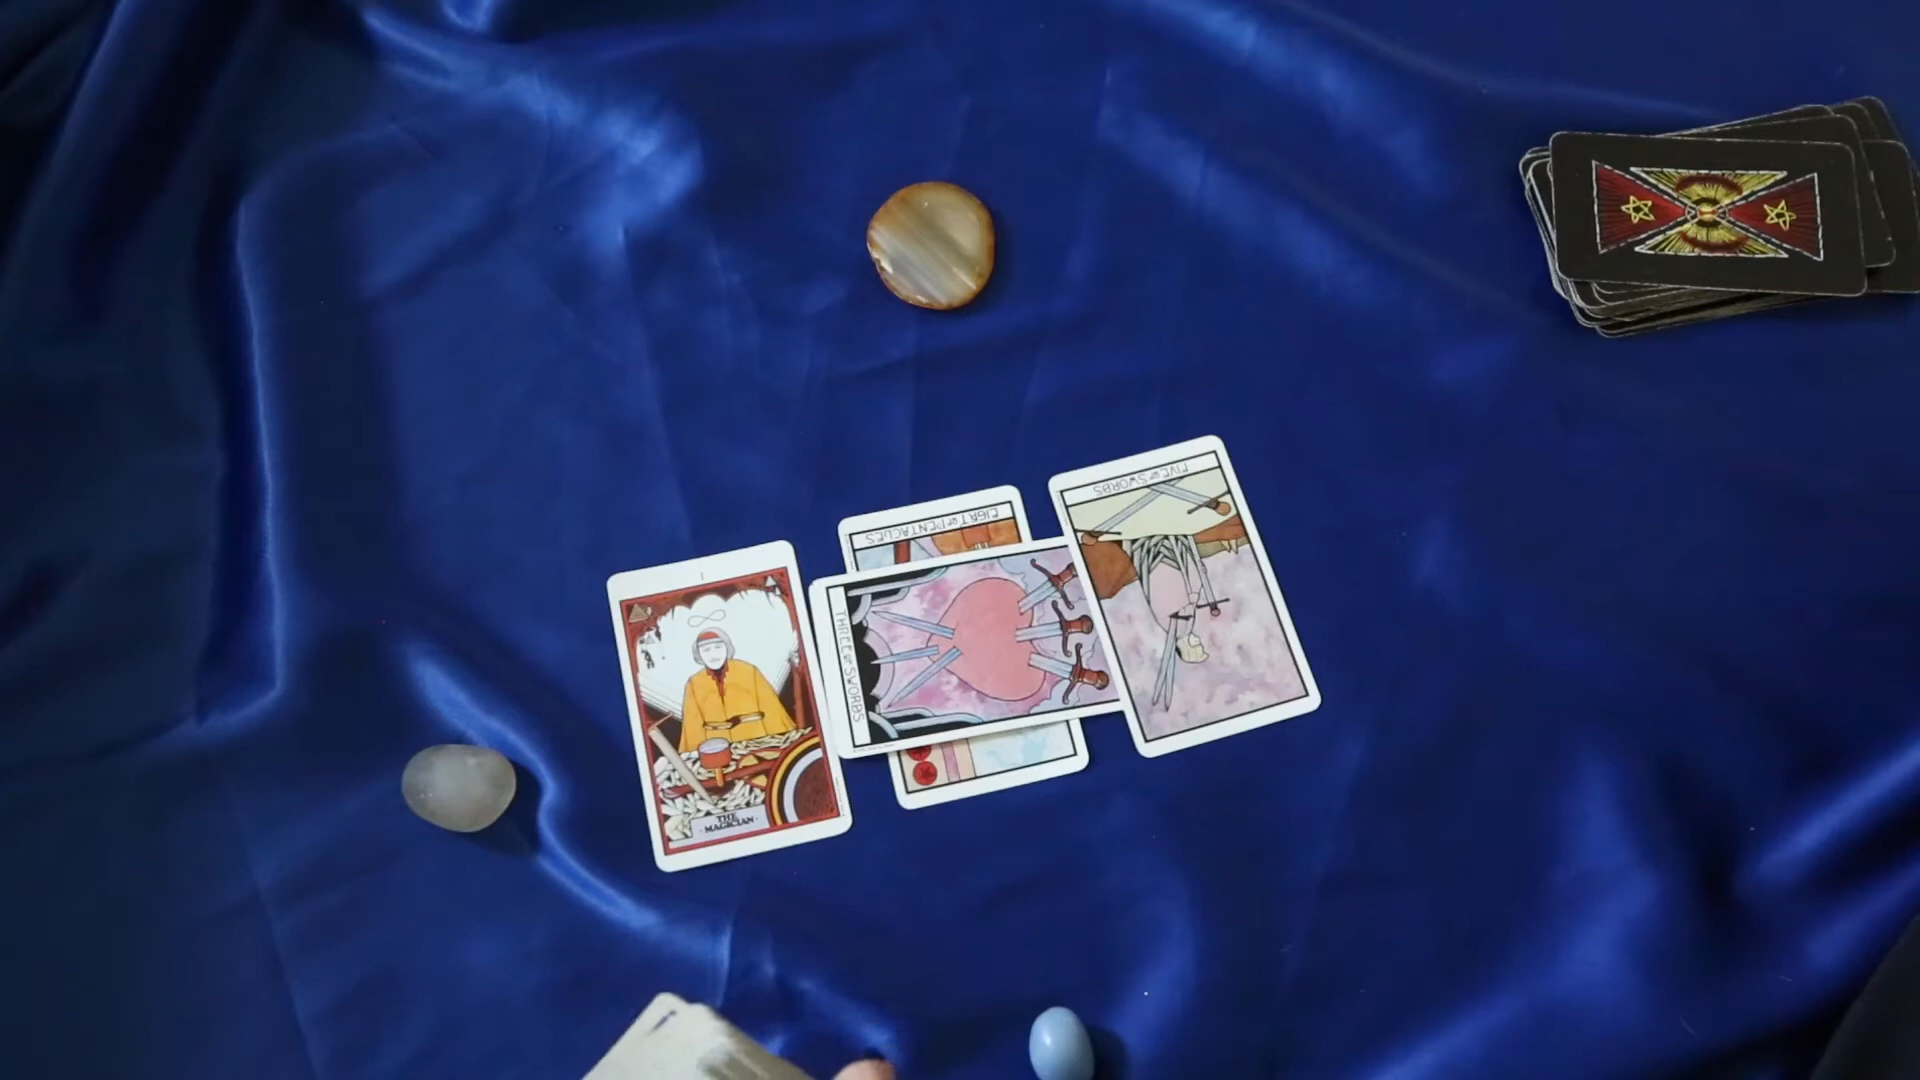 I
THE
MAGICIAN
EIGHT OF PENTACLES
THREE OF SWORDS
FIVE OF SWORDS